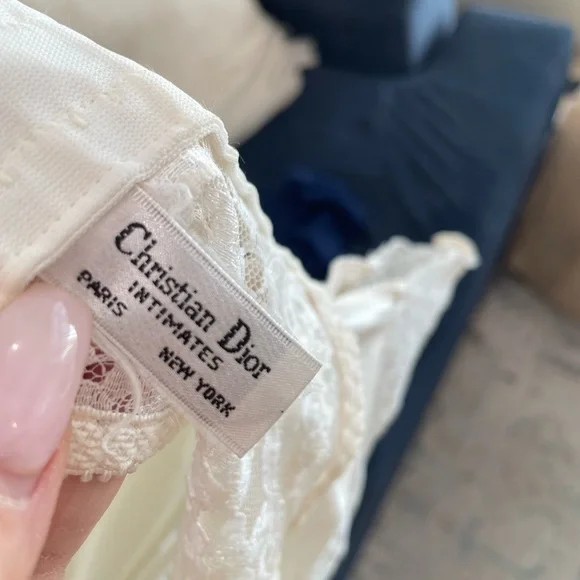 Christian Dior
INTIMATES
PARIS NEW YORK